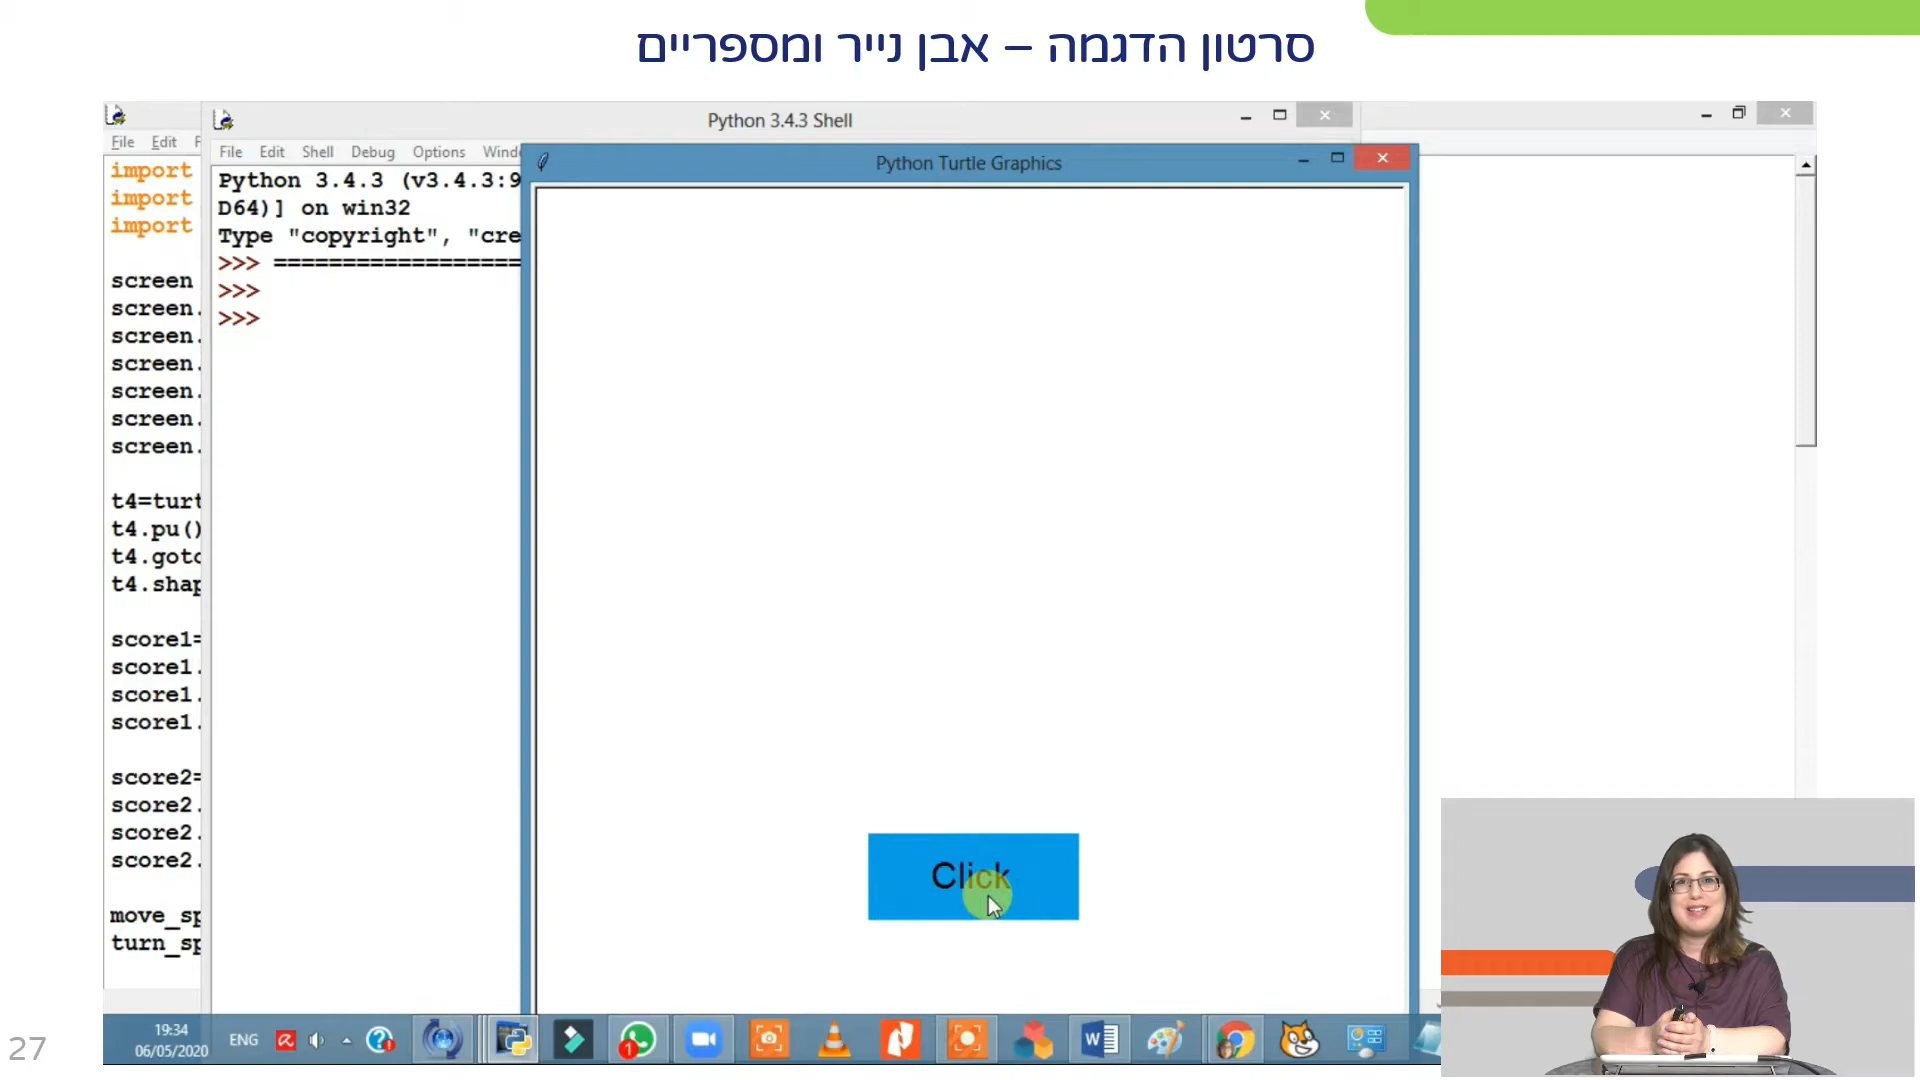 סרטון הדגמה – אבן נייר ומספריים
Python 3.4.3 Shell
File Edit
File Edit Shell Debug Options
Python Turtle Graphics
import
import
import
screen
screen.
screen.
screen.
screen.
screen.
screen.
t4=turt
t4.pu()
t4.goto
t4.shap
score1=
score1.
score1.
score1.
score2=
score2.
score2.
score2.
move_sp
turn_sp
Python 3.4.3 (v3.4.3:9
D64)] on win32
Type "copyright", "cre
>>> ==================
>>>
>>>
Click
19:34
06/05/2020
ENG
1
W
27